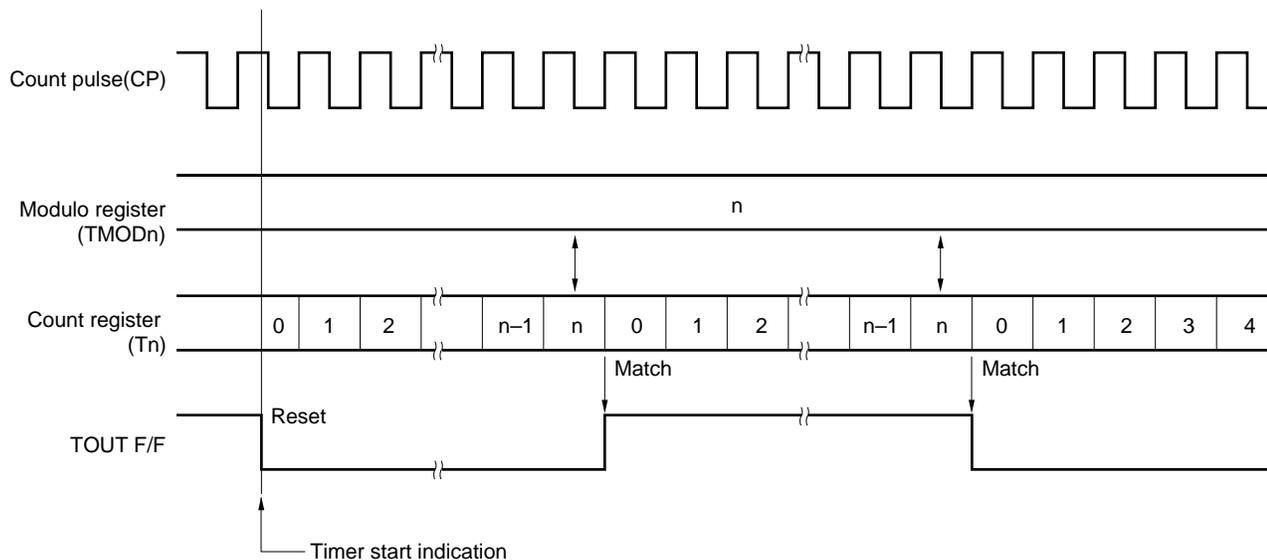 Count pulse(CP)
Modulo register
(TMODn)
n
Count register
(Tn)
0 1 2 n–1 n 0 1 2 n–1 n 0 1 2 3 4
Match Match
Reset
TOUT F/F
Timer start indication